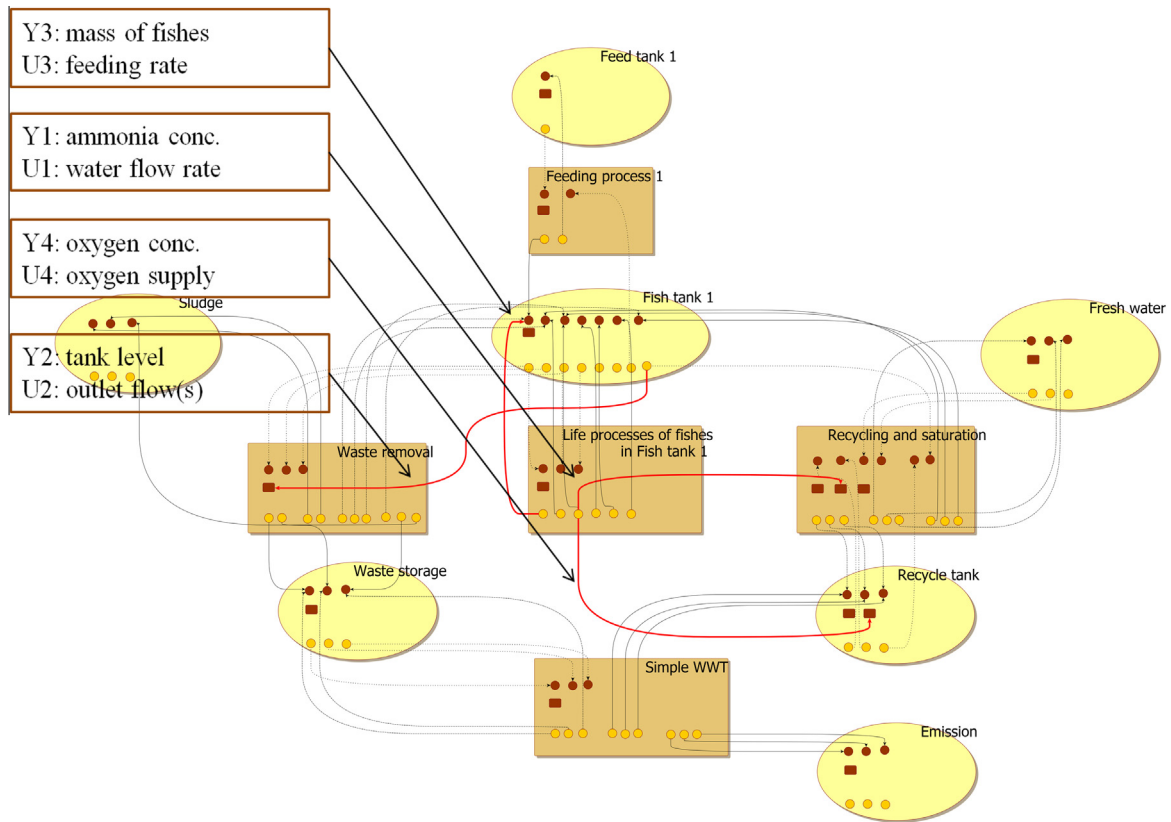 Y3: mass of fishes
U3: feeding rate
Feed tank 1
Y1: ammonia conc.
U1: water flow rate
Feeding process 1
Y4: oxygen conc.
U4: oxygen supply
Sludge
Fish tank 1
Fresh water
Y2: tank level
U2: outlet flow(s)
Waste removal
Life processes of fishes
in Fish tank 1
Recycling and saturation
Waste storage
Recycle tank
Simple WWT
Emission